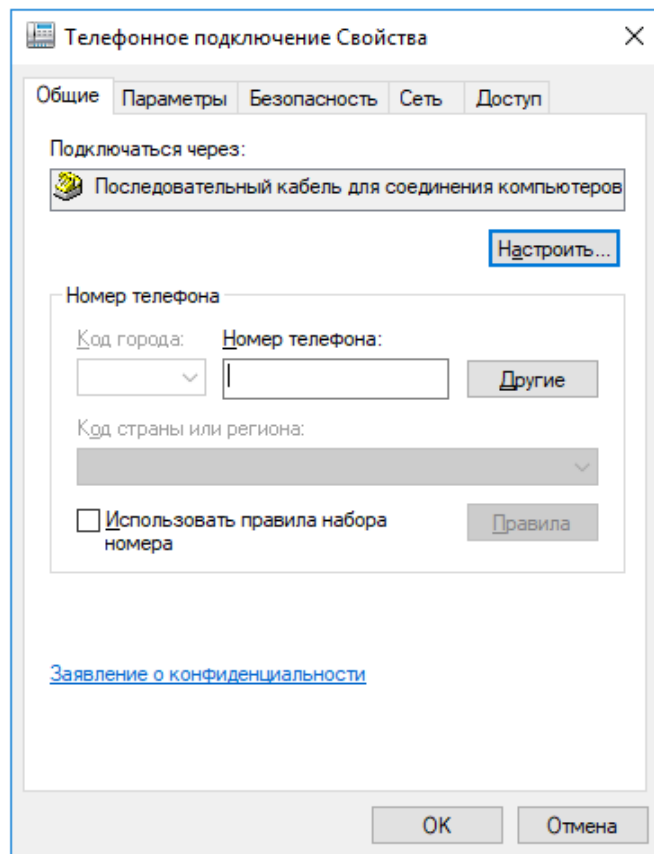 Телефонное подключение Свойства
Общие Параметры Безопасность Сеть Доступ
Подключаться через:
Последовательный кабель для соединения компьютеров
Настроить...
Номер телефона
Код города: Номер телефона:
Другие
Код страны или региона:
Использовать правила набора
номера
Правила
Заявление о конфиденциальности
OK Отмена